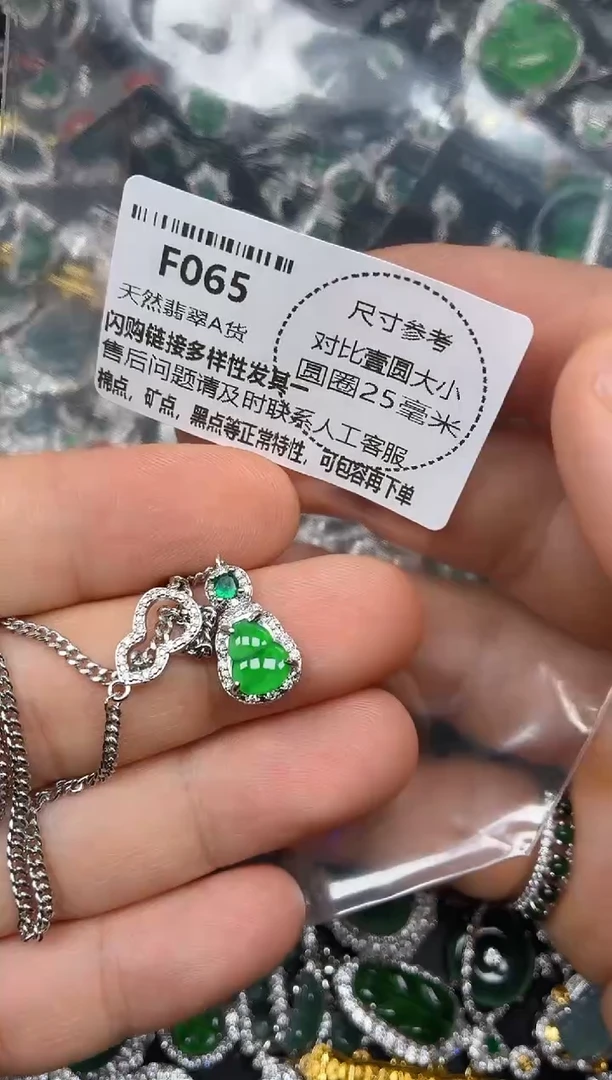 F065
天然翡翠A货
闪购链接多样性发其一
售后问题请及时联系人工客服
棉点，矿点，黑点等正常特性，可包容再下单
尺寸参考
对比壹圆大小
圆圈25毫米